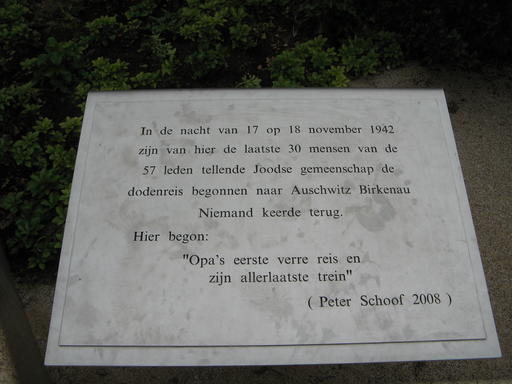 In de nacht van 17 op 18 november 1942
zijn van hier de laatste 30 mensen van de
57 leden tellende Joodse gemeenschap de
dodenreis begonnen naar Auschwitz Birkenau
Niemand keerde terug.
Hier begon:
"Opa's eerste verre reis en
zijn allerlaatste trein"
( Peter Schoof 2008 )